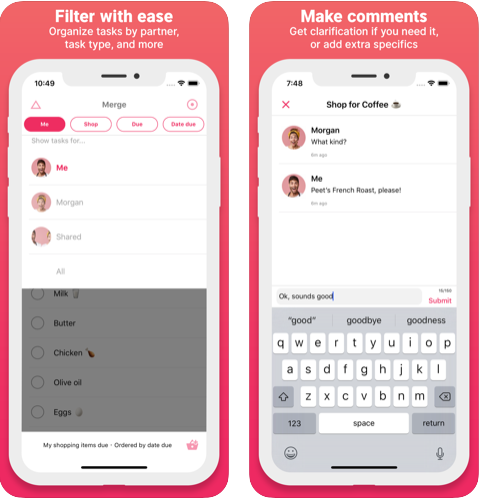 Filter with ease
Organize tasks by partner,
task type, and more
10:49
Merge
Me
Shop
Due
Date due
Show tasks for...
Me
Morgan
Shared
All
Milk
Butter
Chicken
Olive oil
Eggs
My shopping items due · Ordered by date due
Make comments
Get clarification if you need it,
or add extra specifics
7:48
Shop for Coffee
Morgan
What kind?
6m ago
Me
Peet's French Roast, please!
6m ago
Ok, sounds good
Submit
"good"
goodbye
goodness
q w e r t y u i o p
a s d f g h j k l
z x c v b n m
123
space
return